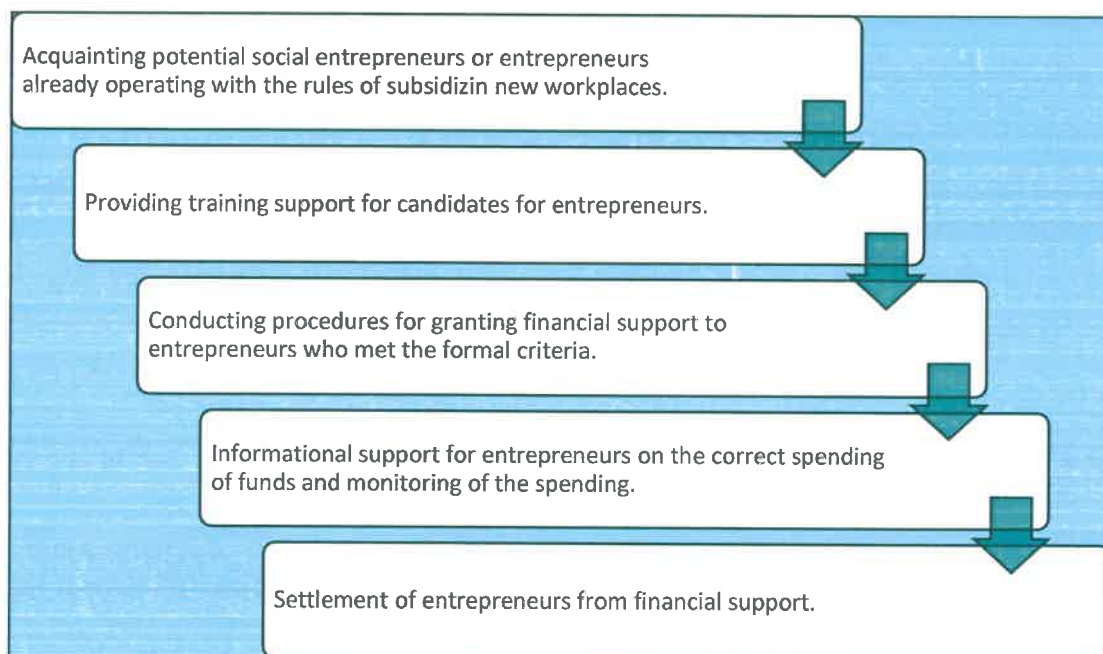 Acquainting potential social entrepreneurs or entrepreneurs
already operating with the rules of subsidizin new workplaces.
Providing training support for candidates for entrepreneurs.
Conducting procedures for granting financial support to
entrepreneurs who met the formal criteria.
Informational support for entrepreneurs on the correct spending
of funds and monitoring of the spending.
Settlement of entrepreneurs from financial support.